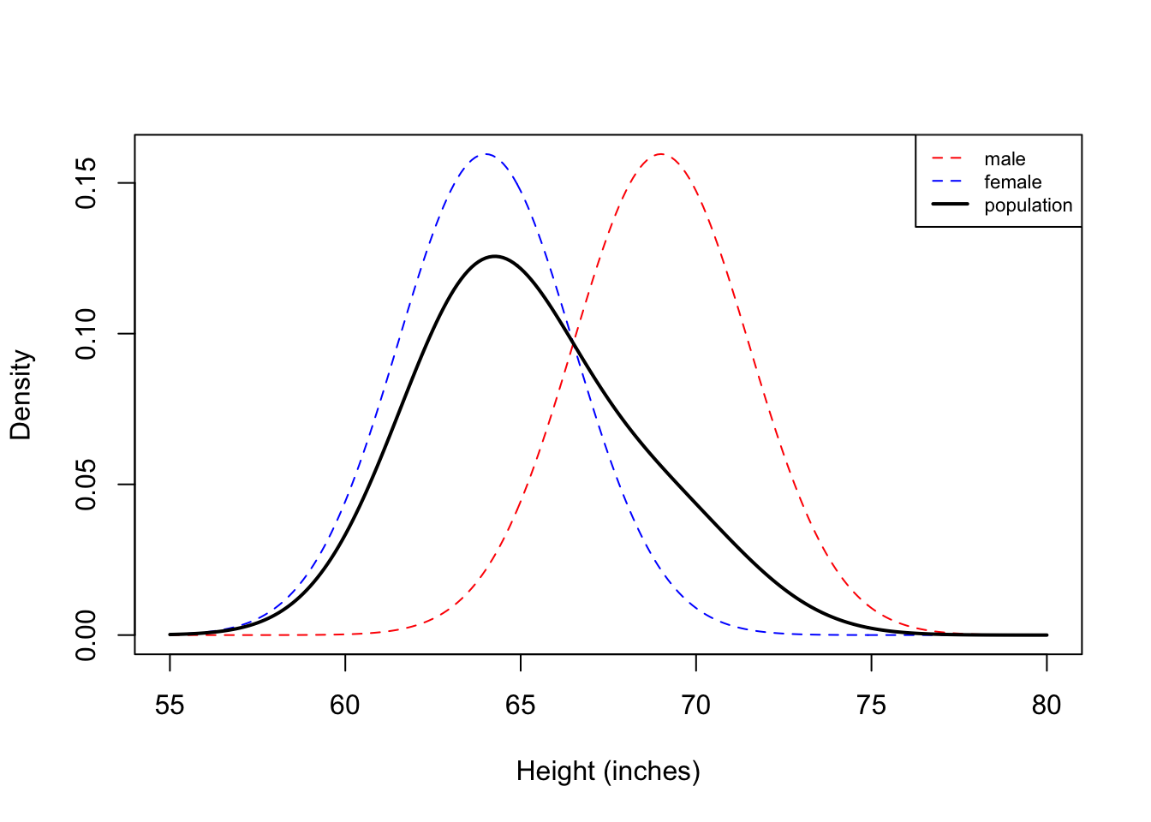 male
female
population
0.15
0.10
0.05
0.00
Density
55 60 65 70 75 80
Height (inches)